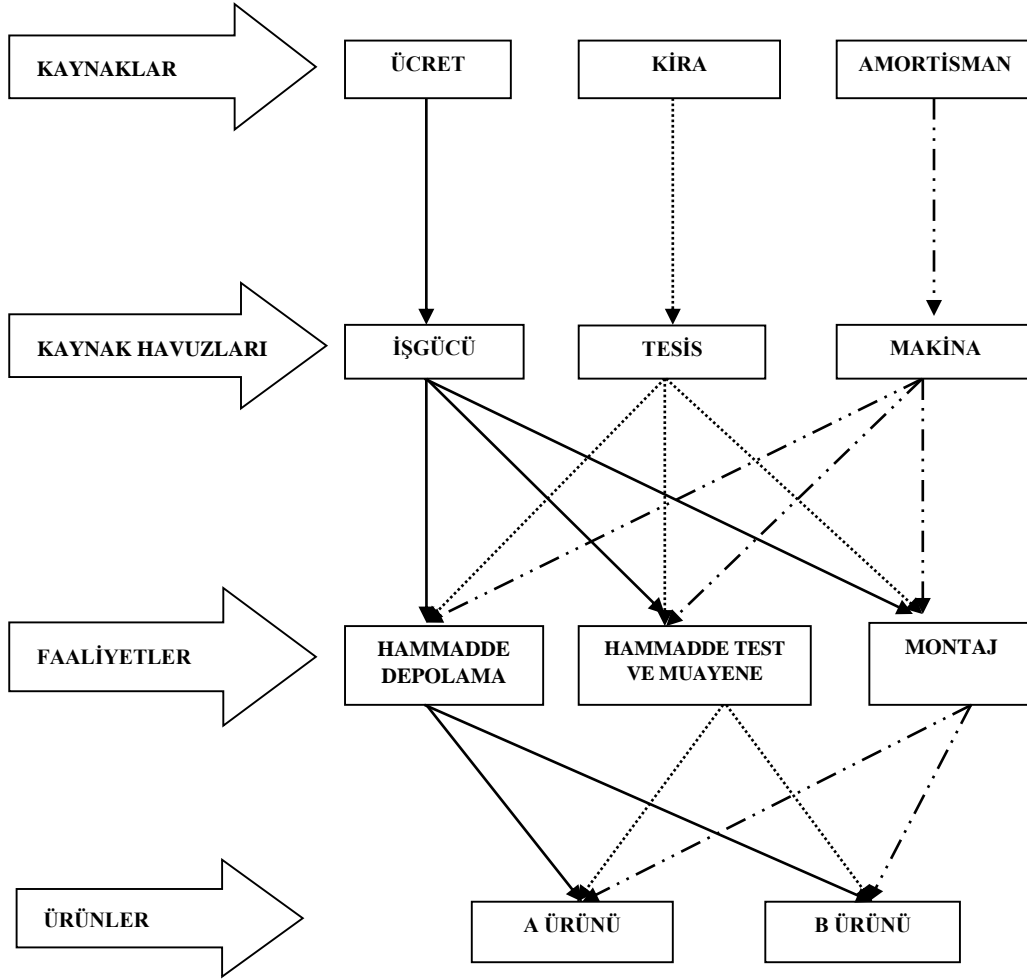 KAYNAKLAR
ÜCRET
KİRA
AMORTİSMAN
KAYNAK HAVUZLARI
İŞGÜCÜ
TESİS
MAKİNA
FAALİYETLER
HAMMADDE
DEPOLAMA
HAMMADDE TEST
VE MUAYENE
MONTAJ
ÜRÜNLER
A ÜRÜNÜ
B ÜRÜNÜ